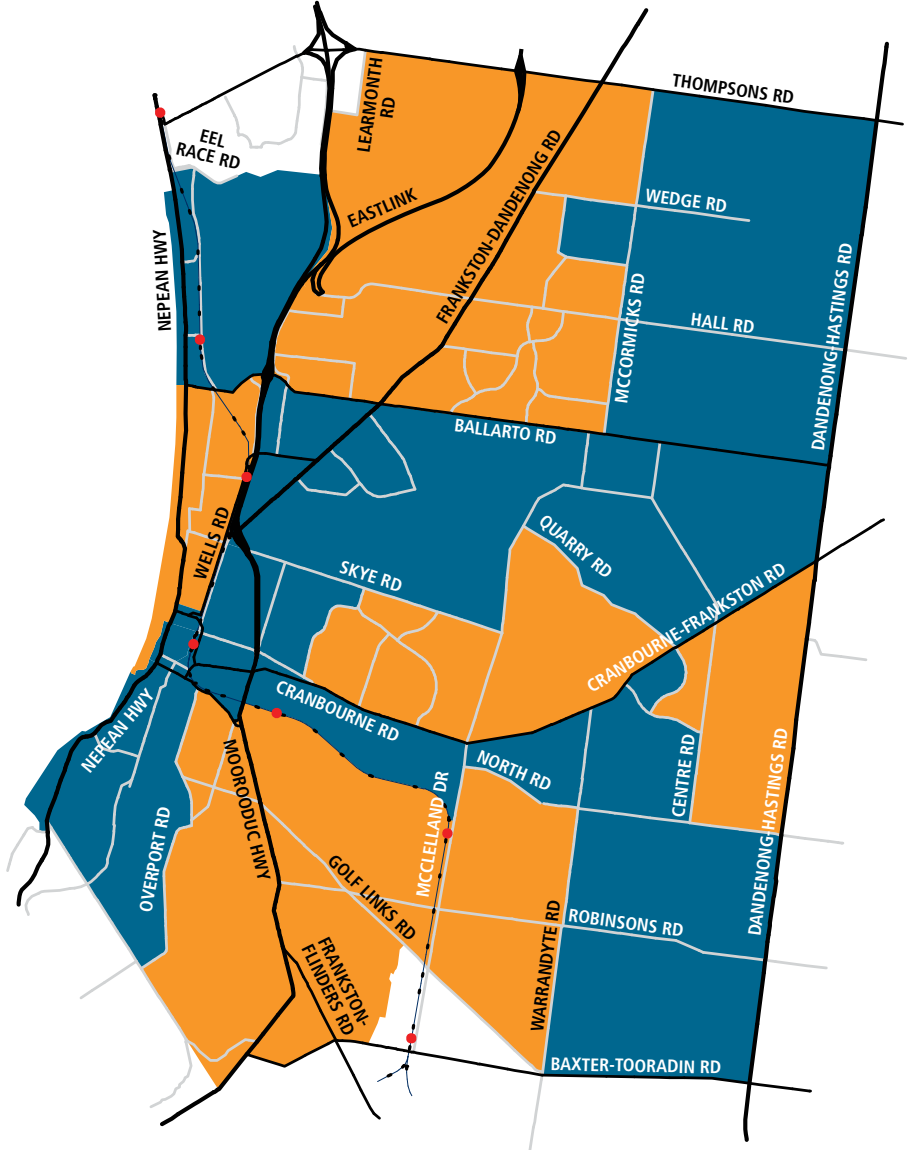 THOMPSONS RD
LEARMONTH
RD
EEL
RACE RD
WEDGE RD
EASTLINK
FRANKSTON-DANDENONG RD
NEPEAN HWY
MCCORMICKS RD
DANDENONG-HASTINGS RD
HALL RD
BALLARTO RD
WELLS RD
QUARRY RD
SKYE RD
CRANBOURNE-FRANKSTON RD
CRANBOURNE RD
NEPEAN HWY
MOOROODUC HWY
NORTH RD
CENTRE RD
DANDENONG-HASTINGS RD
MCCLELLAND DR
OVERPORT RD
GOLF LINKS RD
ROBINSONS RD
WARRANDYTE RD
FRANKSTON-
FLINDERS RD
BAXTER-TOORADIN RD